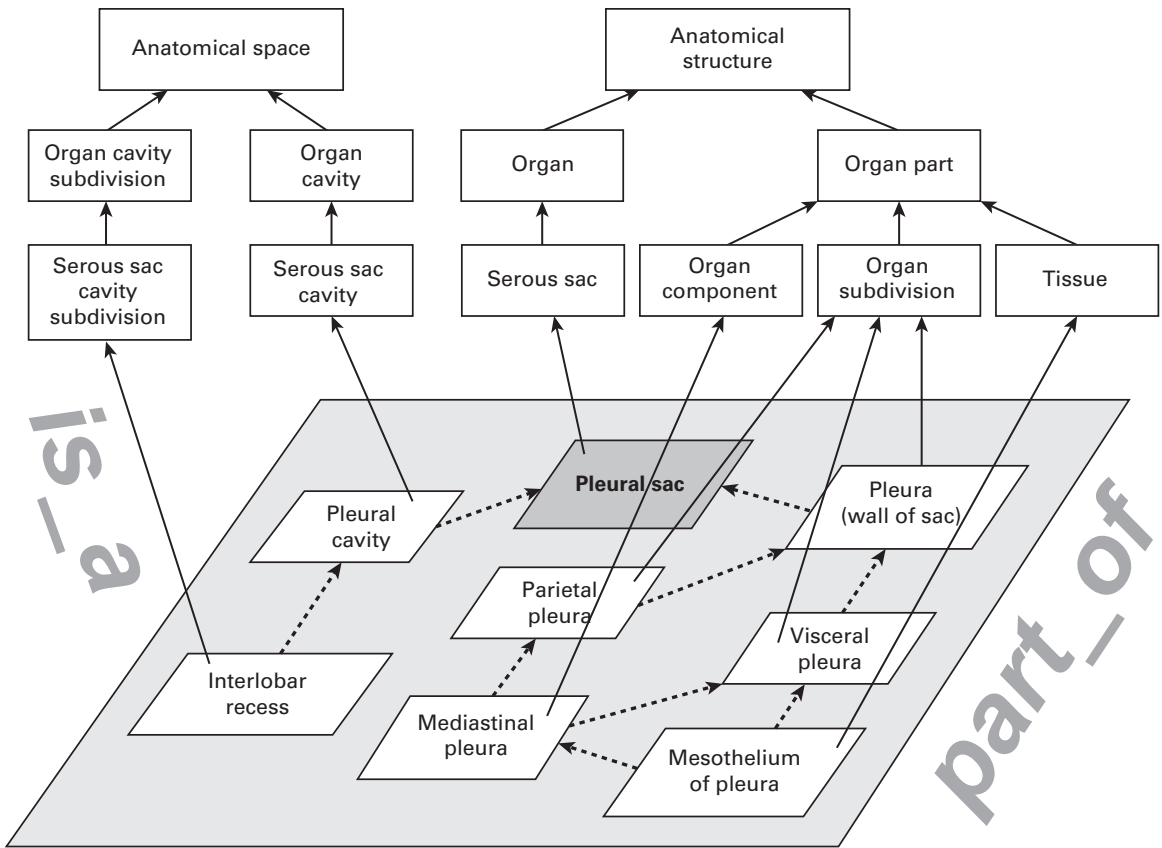 Anatomical space
Anatomical
structure
Organ cavity
subdivision
Organ
cavity
Organ
Organ part
Serous sac
cavity
subdivision
Serous sac
cavity
Serous sac
Organ
component
Organ
subdivision
Tissue
is_a
part_of
Pleural sac
Pleura
(wall of sac)
Pleural
cavity
Parietal
pleura
Visceral
pleura
Interlobar
recess
Mediastinal
pleura
Mesothelium
of pleura